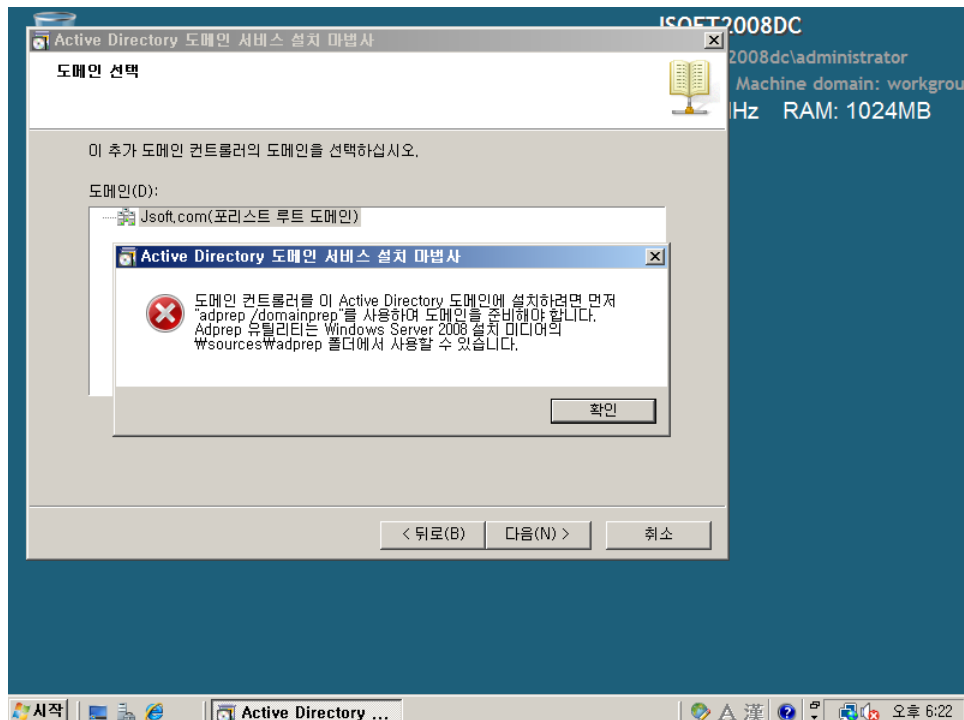 JSOFT2008DC
Active Directory 도메인 서비스 설치 마법사
2008dc\administrator
도메인 선택
Machine domain: workgrou
Hz RAM: 1024MB
이 추가 도메인 컨트롤러의 도메인을 선택하십시오.
도메인(D):
Jsoft.com(포리스트 루트 도메인)
Active Directory 도메인 서비스 설치 마법사
도메인 컨트롤러를 이 Active Directory 도메인에 설치하려면 먼저
"adprep /domainprep"를 사용하여 도메인을 준비해야 합니다.
Adprep 유틸리티는 Windows Server 2008 설치 미디어의
₩sources₩adprep 폴더에서 사용할 수 있습니다.
확인
< 뒤로(B) 다음(N) > 취소
시작 Active Directory ... A 漢 오후 6:22